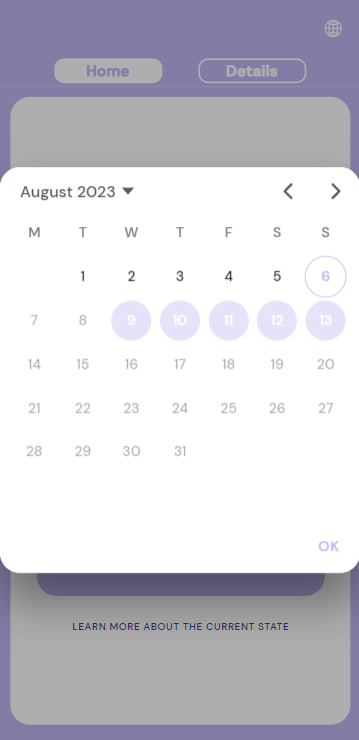 Home Details
August 2023
M T W T F S S
1 2 3 4 5 6
7 8 9 10 11 12 13
14 15 16 17 18 19 20
21 22 23 24 25 26 27
28 29 30 31
OK
LEARN MORE ABOUT THE CURRENT STATE